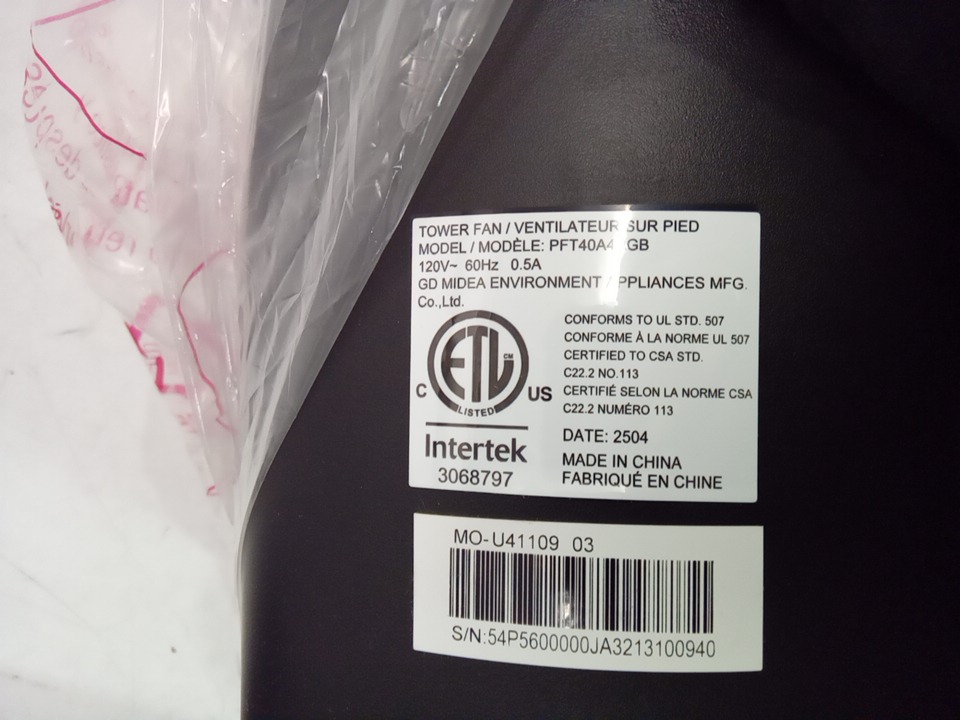 TOWER FAN / VENTILATEUR SUR PIED
MODEL / MODÈLE:
120V~ 60Hz 0.5A
GD MIDEA ENVIRONMENT APPLIANCES MFG.
Co.,Ltd.
CONFORMS TO UL STD. 507
CONFORME À LA NORME UL 507
CERTIFIED TO CSA STD.
C22.2 NO.113
CERTIFIÉ SELON LA NORME CSA
C22.2 NUMÉRO 113
ETL CM
LISTED
C US
Intertek
3068797
DATE: 2504
MADE IN CHINA
FABRIQUÉ EN CHINE
MO-U41109 03
S/N:54P5600000JA3213100940